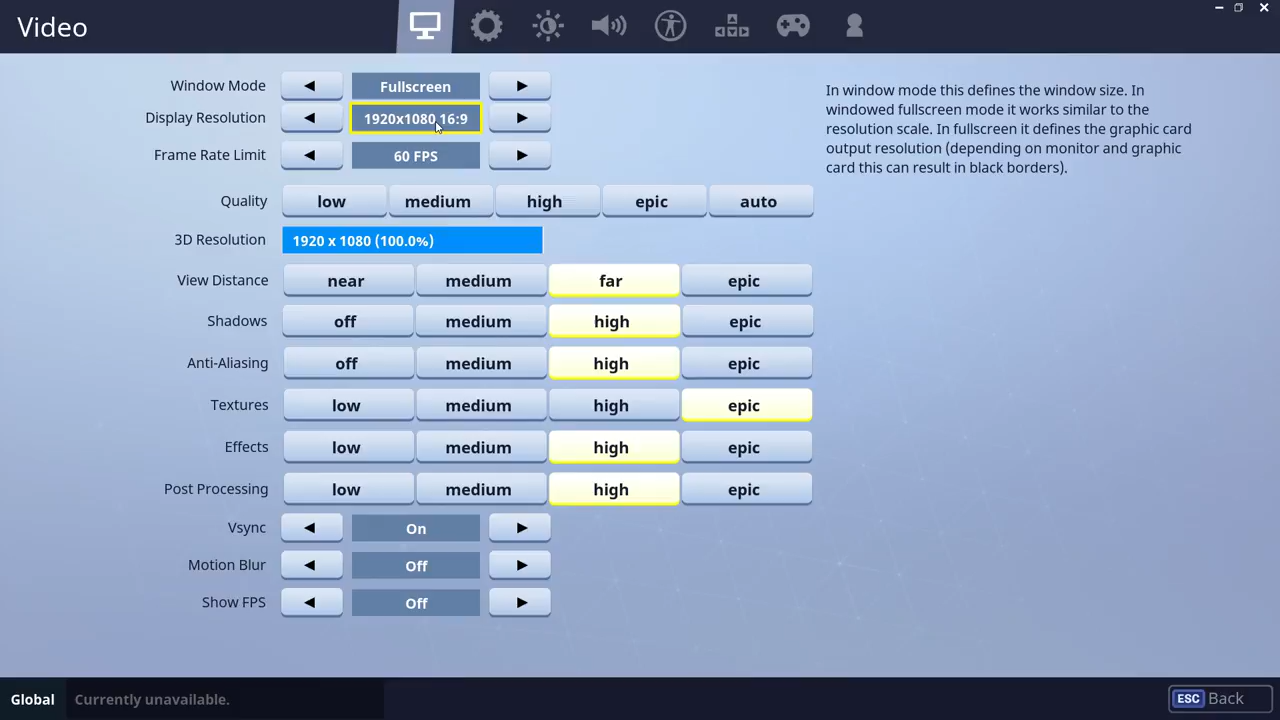 Video
Window Mode ◄ Fullscreen ►
Display Resolution ◄ 1920x1080 16:9 ►
Frame Rate Limit ◄ 60 FPS ►
Quality low medium high epic auto
3D Resolution 1920 x 1080 (100.0%)
View Distance near medium far epic
Shadows off medium high epic
Anti-Aliasing off medium high epic
Textures low medium high epic
Effects low medium high epic
Post Processing low medium high epic
Vsync ◄ On ►
Motion Blur ◄ Off ►
Show FPS ◄ Off ►
In window mode this defines the window size. In
windowed fullscreen mode it works similar to the
resolution scale. In fullscreen it defines the graphic card
output resolution (depending on monitor and graphic
card this can result in black borders).
Global Currently unavailable.
ESC Back